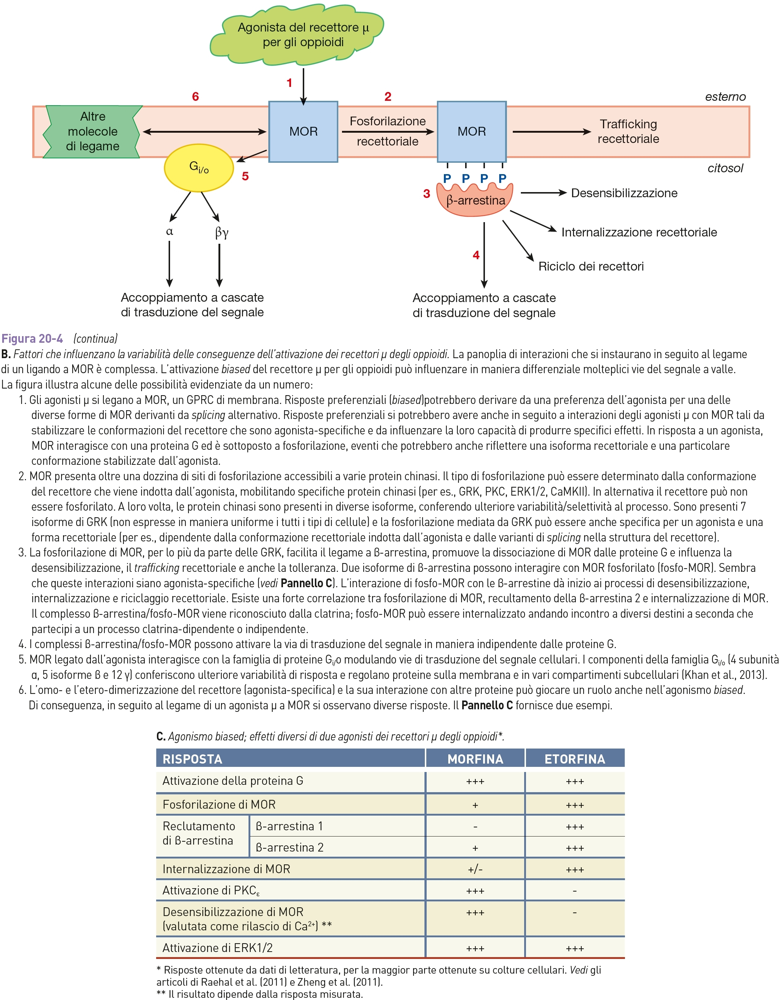 Agonista del recettore μ
per gli oppioidi
1
6
2
esterno
Altre
molecole
di legame
MOR
Fosforilazione
recettoriale
MOR
Trafficking
recettoriale
G i/o
5
citosol
P P P P
3
β-arrestina
Desensibilizzazione
α
βγ
Internalizzazione recettoriale
4
Riciclo dei recettori
Accoppiamento a cascate
di trasduzione del segnale
Accoppiamento a cascate
di trasduzione del segnale
Figura 20-4 (continua)
B. Fattori che influenzano la variabilità delle conseguenze dell'attivazione dei recettori μ degli oppioidi. La panoplia di interazioni che si instaurano in seguito al legame
di un ligando a MOR è complessa. L'attivazione biased del recettore μ per gli oppioidi può influenzare in maniera differenziale molteplici vie del segnale a valle.
La figura illustra alcune delle possibilità evidenziate da un numero:
1. Gli agonisti μ si legano a MOR, un GPRC di membrana. Risposte preferenziali (biased)potrebbero derivare da una preferenza dell'agonista per una delle
diverse forme di MOR derivanti da splicing alternativo. Risposte preferenziali si potrebbero avere anche in seguito a interazioni degli agonisti μ con MOR tali da
stabilizzare le conformazioni del recettore che sono agonista-specifiche e da influenzare la loro capacità di produrre specifici effetti. In risposta a un agonista,
MOR interagisce con una proteina G ed è sottoposto a fosforilazione, eventi che potrebbero anche riflettere una isoforma recettoriale e una particolare
conformazione stabilizzate dall'agonista.
2. MOR presenta oltre una dozzina di siti di fosforilazione accessibili a varie protein chinasi. Il tipo di fosforilazione può essere determinato dalla conformazione
del recettore che viene indotta dall'agonista, mobilitando specifiche protein chinasi (per es., GRK, PKC, ERK1/2, CaMKII). In alternativa il recettore può non
essere fosforilato. A loro volta, le protein chinasi sono presenti in diverse isoforme, conferendo ulteriore variabilità/selettività al processo. Sono presenti 7
isoforme di GRK (non espresse in maniera uniforme i tutti i tipi di cellule) e la fosforilazione mediata da GRK può essere anche specifica per un agonista e una
forma recettoriale (per es., dipendente dalla conformazione recettoriale indotta dall'agonista e dalle varianti di splicing nella struttura del recettore).
3. La fosforilazione di MOR, per lo più da parte delle GRK, facilita il legame a ß-arrestina, promuove la dissociazione di MOR dalle proteine G e influenza la
desensibilizzazione, il trafficking recettoriale e anche la tolleranza. Due isoforme di ß-arrestina possono interagire con MOR fosforilato (fosfo-MOR). Sembra
che queste interazioni siano agonista-specifiche (vedi Pannello C). L'interazione di fosfo-MOR con le ß-arrestine dà inizio ai processi di desensibilizzazione,
internalizzazione e riciclaggio recettoriale. Esiste una forte correlazione tra fosforilazione di MOR, recultamento della ß-arrestina 2 e internalizzazione di MOR.
Il complesso ß-arrestina/fosfo-MOR viene riconosciuto dalla clatrina; fosfo-MOR può essere internalizzato andando incontro a diversi destini a seconda che
partecipi a un processo clatrina-dipendente o indipendente.
4. I complessi ß-arrestina/fosfo-MOR possono attivare la via di trasduzione del segnale in maniera indipendente dalle proteine G.
5. MOR legato dall'agonista interagisce con la famiglia di proteine Gi/o modulando vie di trasduzione del segnale cellulari. I componenti della famiglia Gi/o (4 subunità
α, 5 isoforme ß e 12 γ) conferiscono ulteriore variabilità di risposta e regolano proteine sulla membrana e in vari compartimenti subcellulari (Khan et al., 2013).
6. L'omo- e l'etero-dimerizzazione del recettore (agonista-specifica) e la sua interazione con altre proteine può giocare un ruolo anche nell'agonismo biased.
Di conseguenza, in seguito al legame di un agonista μ a MOR si osservano diverse risposte. Il Pannello C fornisce due esempi.
C. Agonismo biased; effetti diversi di due agonisti dei recettori μ degli oppioidi*.
RISPOSTA MORFINA ETORFINA
Attivazione della proteina G +++ +++
Fosforilazione di MOR + +++
Reclutamento
di ß-arrestina
ß-arrestina 1 - +++
ß-arrestina 2 + +++
Internalizzazione di MOR +/- +++
Attivazione di PKCε +++ -
Desensibilizzazione di MOR +++ -
(valutata come rilascio di Ca2+) **
Attivazione di ERK1/2 +++ +++
* Risposte ottenute da dati di letteratura, per la maggior parte ottenute su colture cellulari. Vedi gli
articoli di Raehal et al. (2011) e Zheng et al. (2011).
** Il risultato dipende dalla risposta misurata.